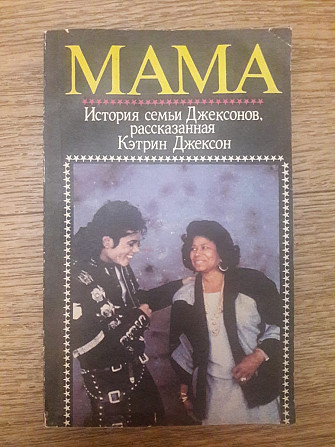 МАМА
История семьи Джексонов,
рассказанная
Кэтрин Джексон